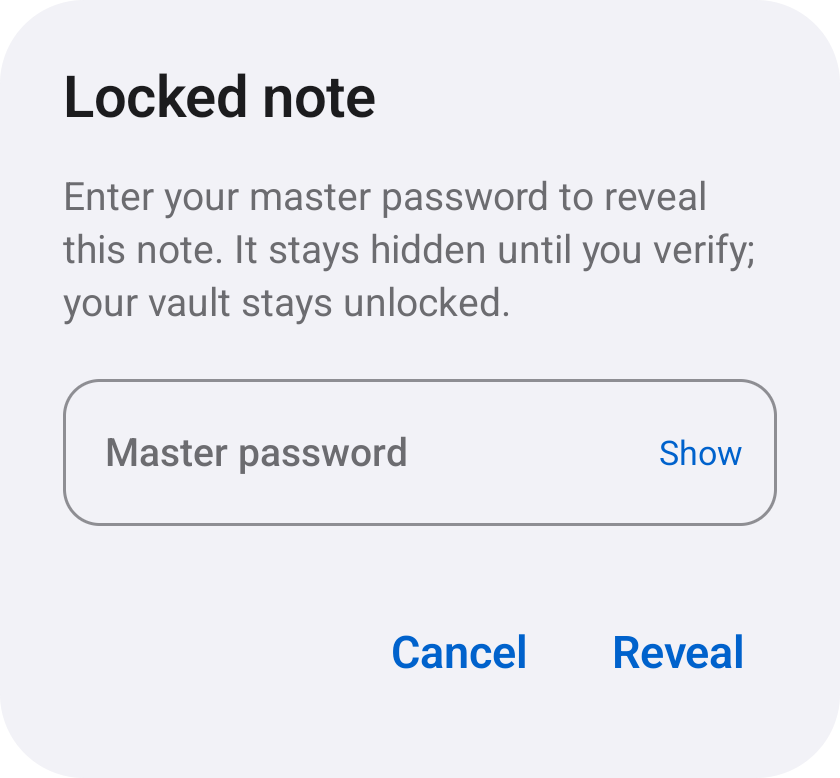 Locked note
Enter your master password to reveal
this note. It stays hidden until you verify;
your vault stays unlocked.
Master password
Show
Cancel
Reveal